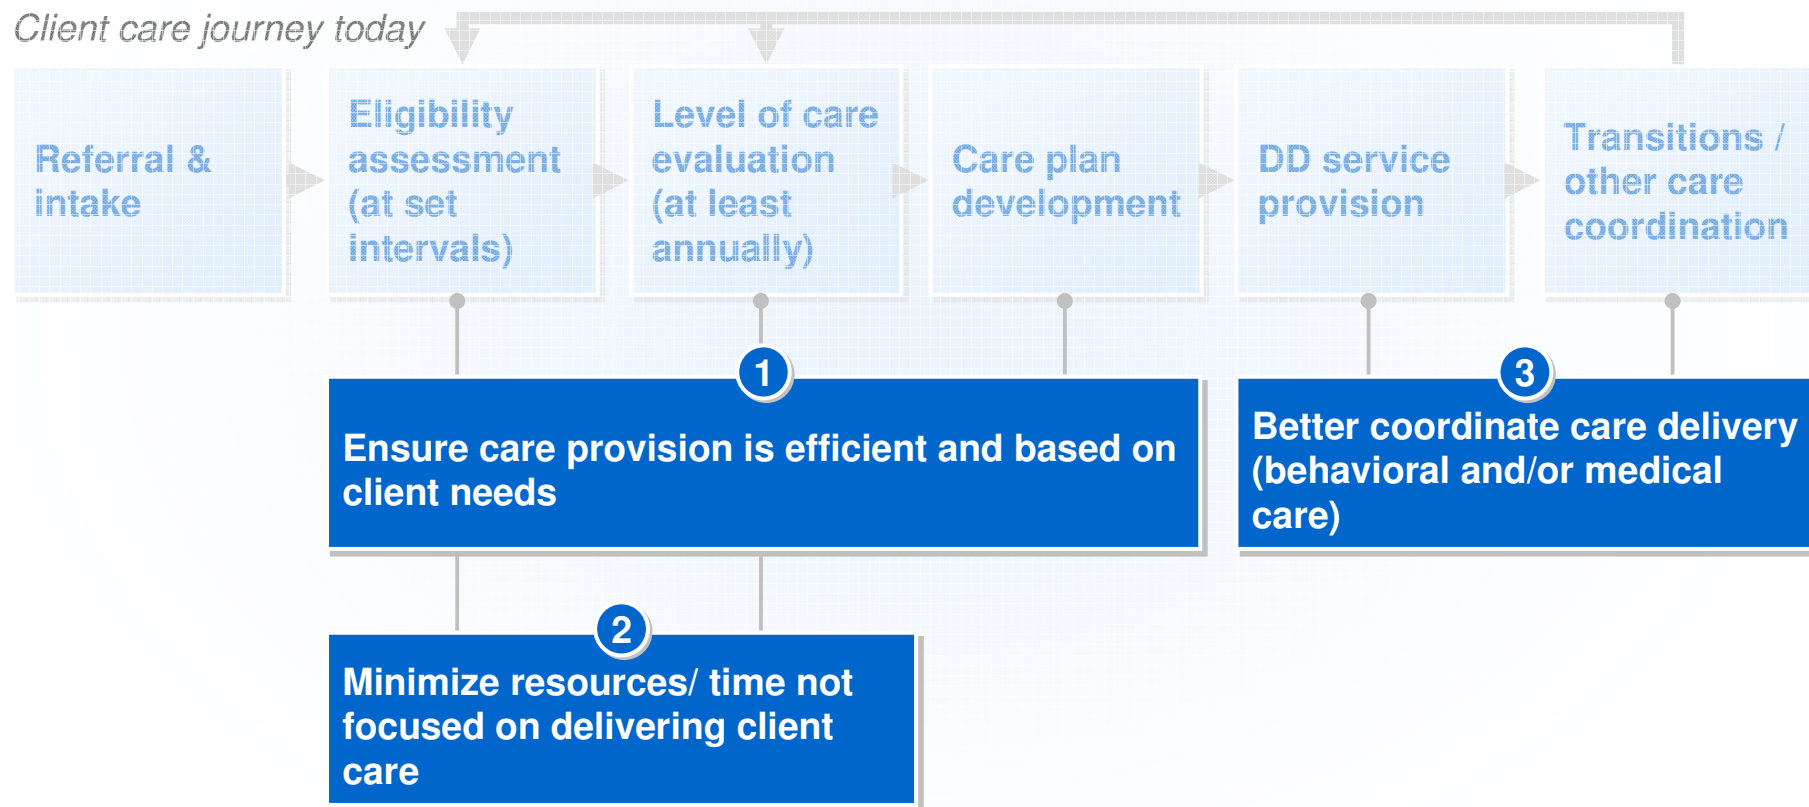 Client care journey today
Referral &
intake
Eligibility
assessment
(at set
intervals)
Level of care
evaluation
(at least
annually)
Care plan
development
DD service
provision
Transitions /
other care
coordination
1
Ensure care provision is efficient and based on
client needs
3
Better coordinate care delivery
(behavioral and/or medical
care)
2
Minimize resources/ time not
focused on delivering client
care